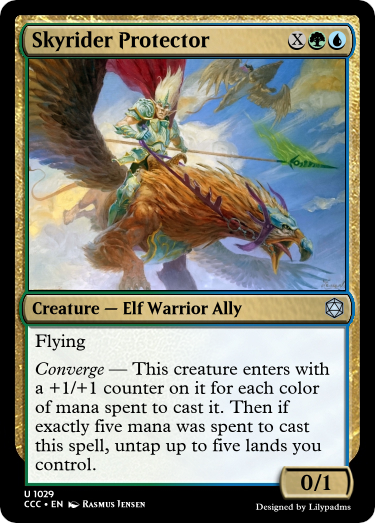 Skyrider Protector X
Creature — Elf Warrior Ally
Flying
Converge — This creature enters with
a +1/+1 counter on it for each color
of mana spent to cast it. Then if
exactly five mana was spent to cast
this spell, untap up to five lands you
control.
0/1
U 1029
CCC • EN Rasmus Jensen
Designed by Lilypadms